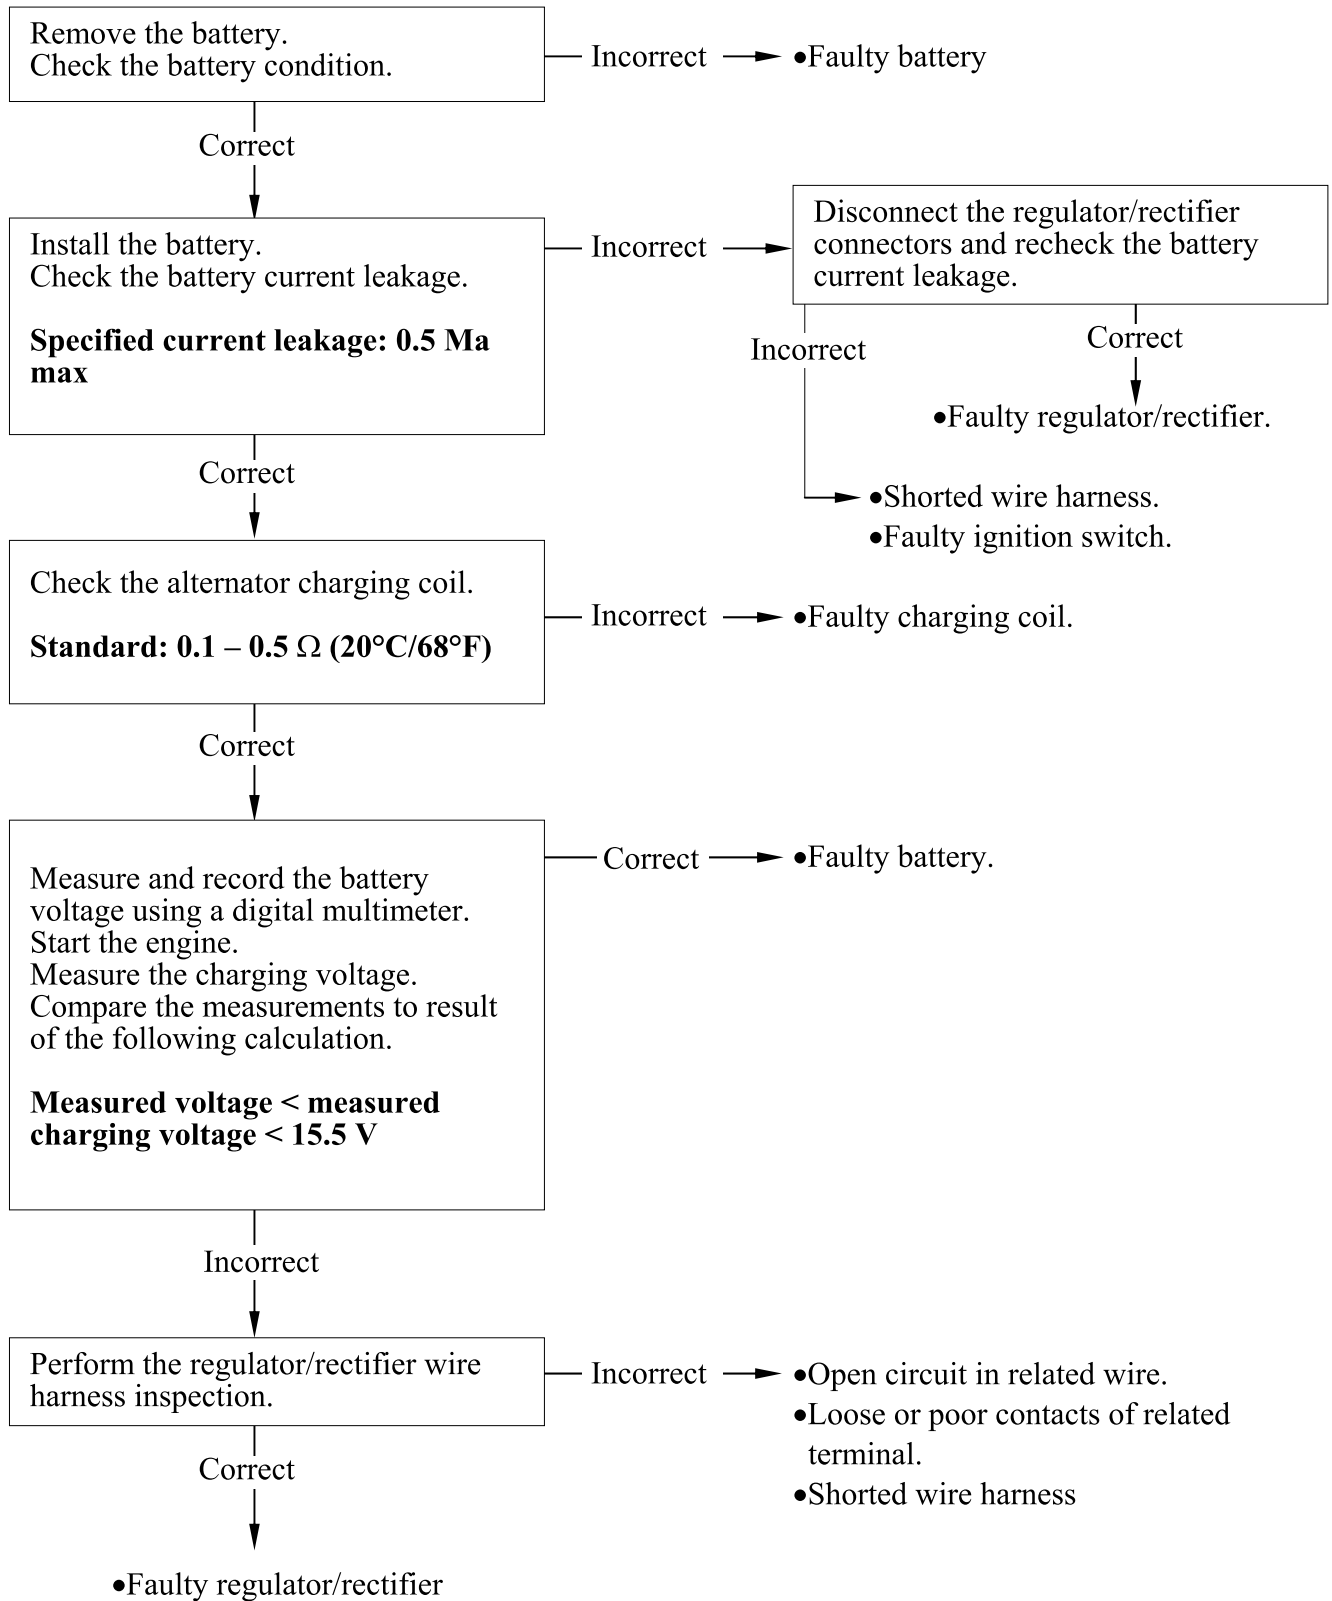 Remove the battery.
Check the battery condition.
Incorrect
●Faulty battery
Correct
Install the battery.
Check the battery current leakage.
Specified current leakage: 0.5 Ma
max
Incorrect
Disconnect the regulator/rectifier
connectors and recheck the battery
current leakage.
Incorrect
Correct
●Faulty regulator/rectifier.
●Shorted wire harness.
●Faulty ignition switch.
Correct
Check the alternator charging coil.
Standard: 0.1 – 0.5 Ω (20°C/68°F)
Incorrect
●Faulty charging coil.
Correct
Measure and record the battery
voltage using a digital multimeter.
Start the engine.
Measure the charging voltage.
Compare the measurements to result
of the following calculation.
Measured voltage < measured
charging voltage < 15.5 V
Correct
●Faulty battery.
Incorrect
Perform the regulator/rectifier wire
harness inspection.
Incorrect
●Open circuit in related wire.
●Loose or poor contacts of related
terminal.
●Shorted wire harness
Correct
●Faulty regulator/rectifier